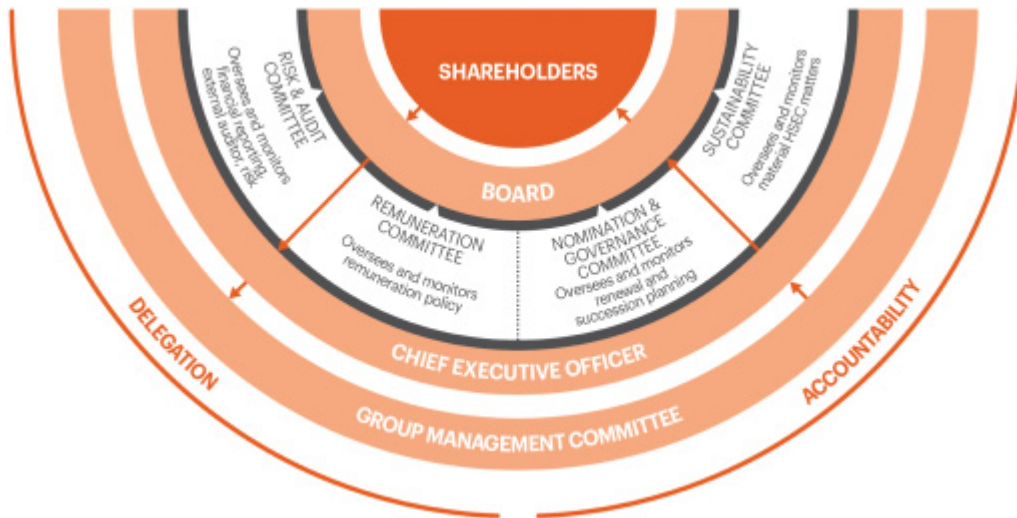 SHAREHOLDERS
BOARD
RISK & AUDIT
COMMITTEE
Oversees and monitors
financial reporting,
external auditor, risk
REMUNERATION
COMMITTEE
Oversees and monitors
remuneration policy
NOMINATION &
GOVERNANCE
COMMITTEE
Oversees and monitors
renewal and
succession planning
SUSTAINABILITY
COMMITTEE
Oversees and monitors
material HSEC matters
CHIEF EXECUTIVE OFFICER
GROUP MANAGEMENT COMMITTEE
DELEGATION
ACCOUNTABILITY